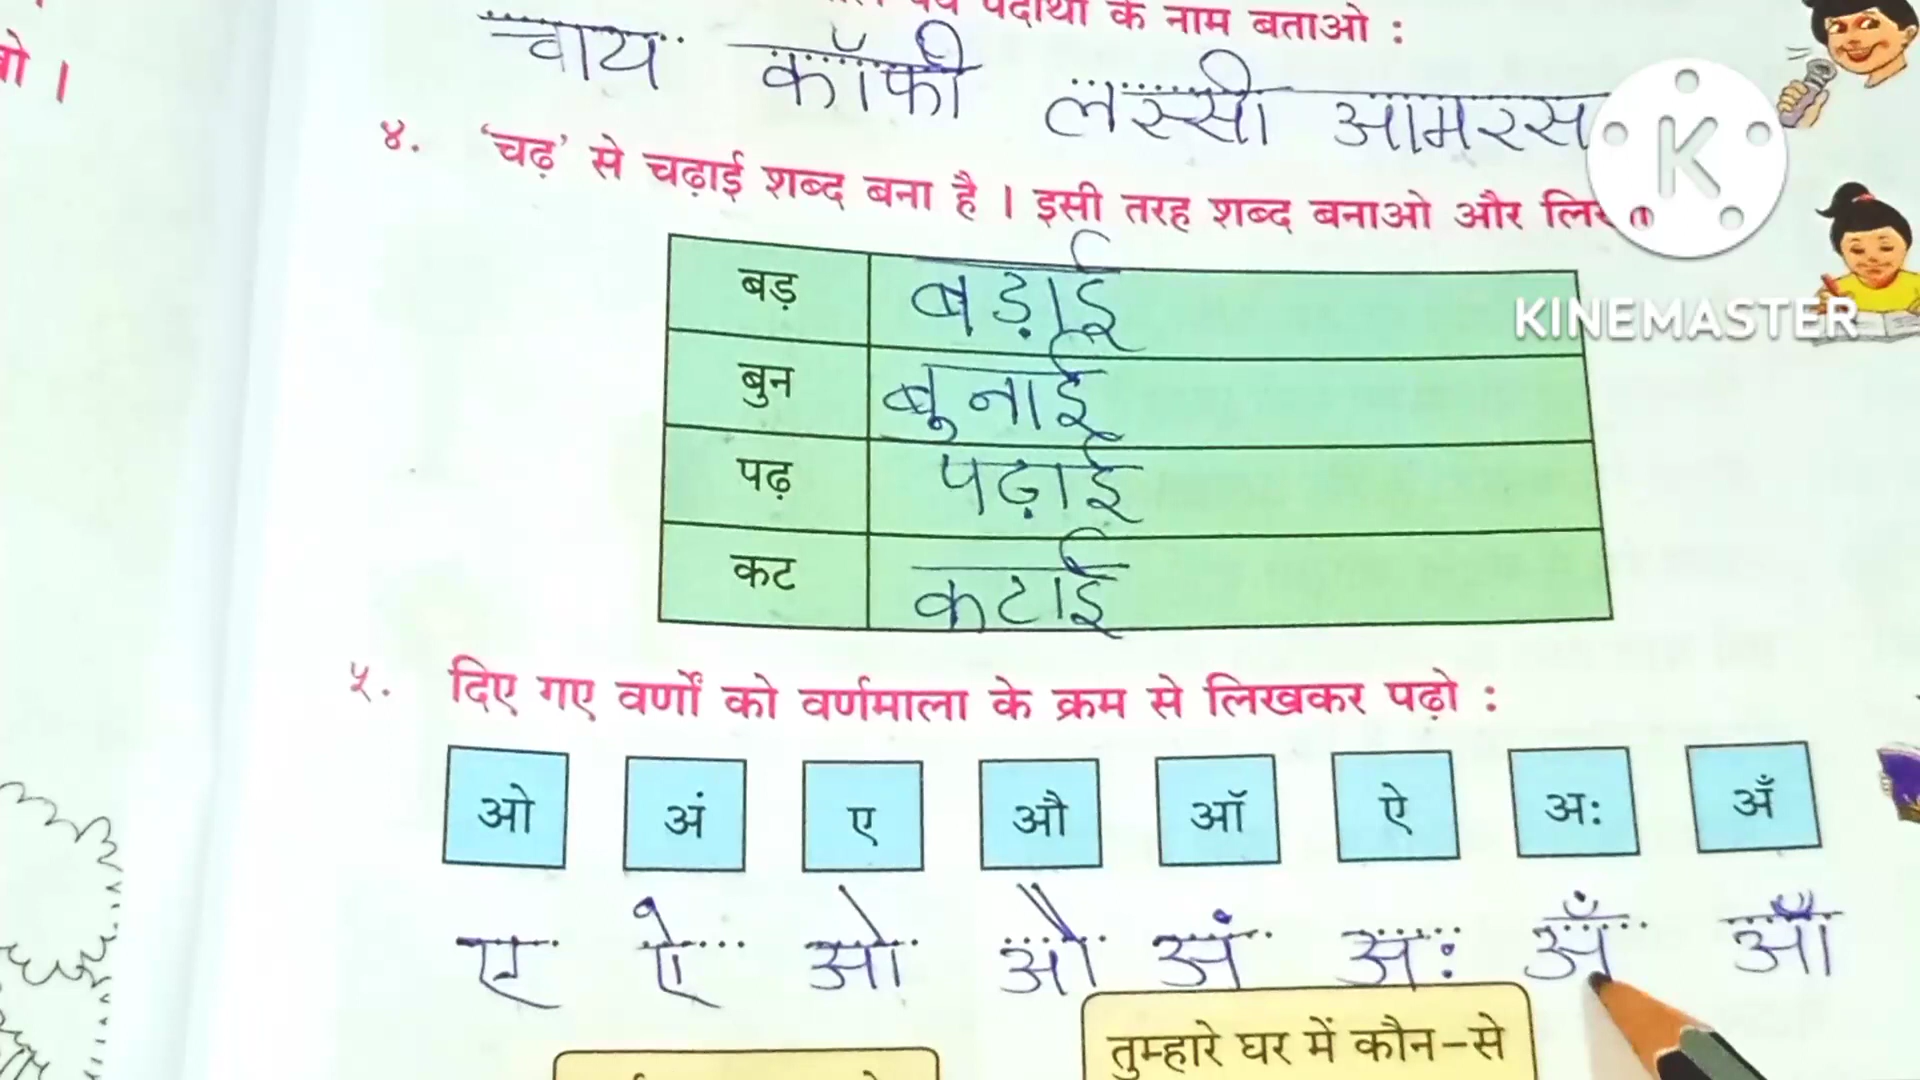 पदार्थों के नाम बताओ :
चाय कॉफी लस्सी आमरस
४. 'चढ़' से चढ़ाई शब्द बना है । इसी तरह शब्द बनाओ और
KINEMASTER
बड़ बड़ाई
बुन बुनाई
पढ़ पढ़ाई
कट कटाई
५. दिए गए वर्णों को वर्णमाला के क्रम से लिखकर पढ़ो :
ओ अं ए औ ऑ ऐ अः अँ
ए ऐ ओ औ अं अः अँ ऑ
तुम्हारे घर में कौन-से